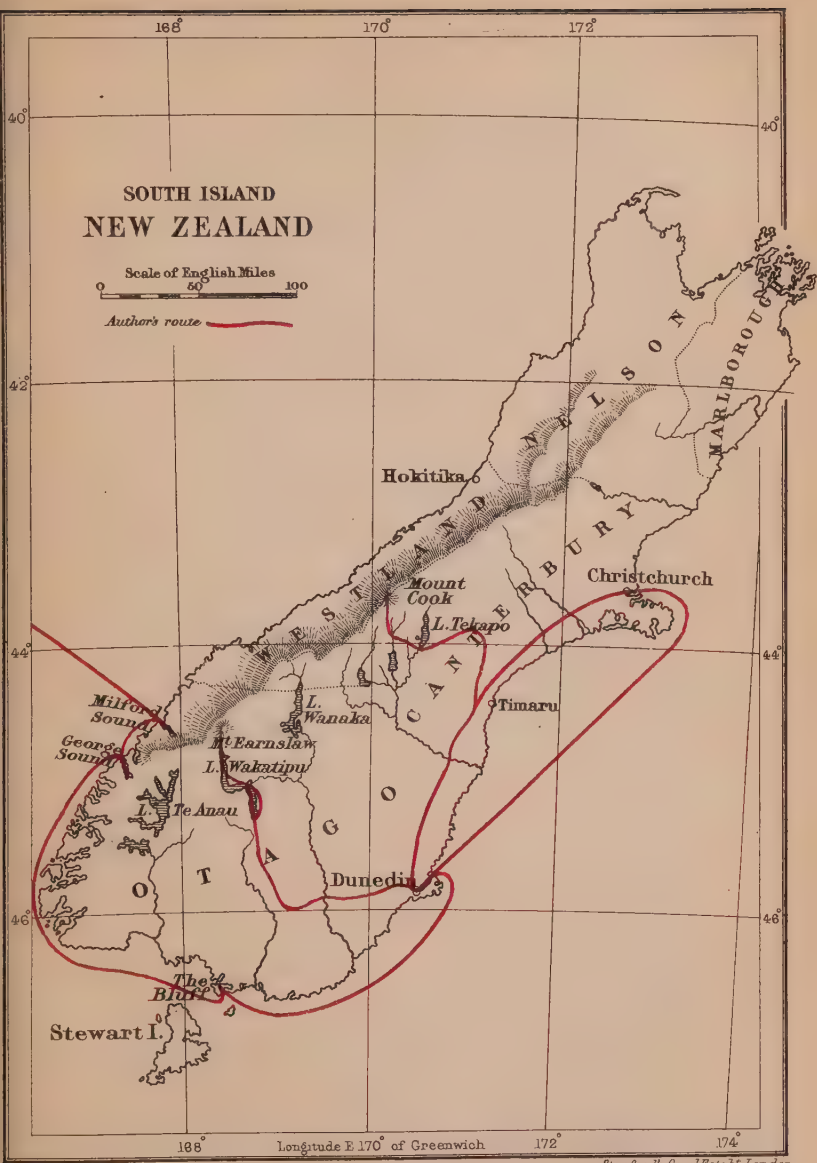 168°
170°
172°
40°
40°
SOUTH ISLAND
NEW ZEALAND
Scale of English Miles
0 50 100
Author's route
MARLBOROUGH
NELSON
42°
42
Hokitika
WESTLAND
CANTERBURY
Christchurch
Mount
Cook
L. Tekapo
44°
44°
Milford
Sound
L.
Wanaka
Timaru
George
Sound
Mt Earnslaw
L. Wakatipu
L. Te Anau
OTAGO
Dunedin
46°
46°
The
Bluff
Stewart I.
168°
Longitude E 170° of Greenwich
172°
174°